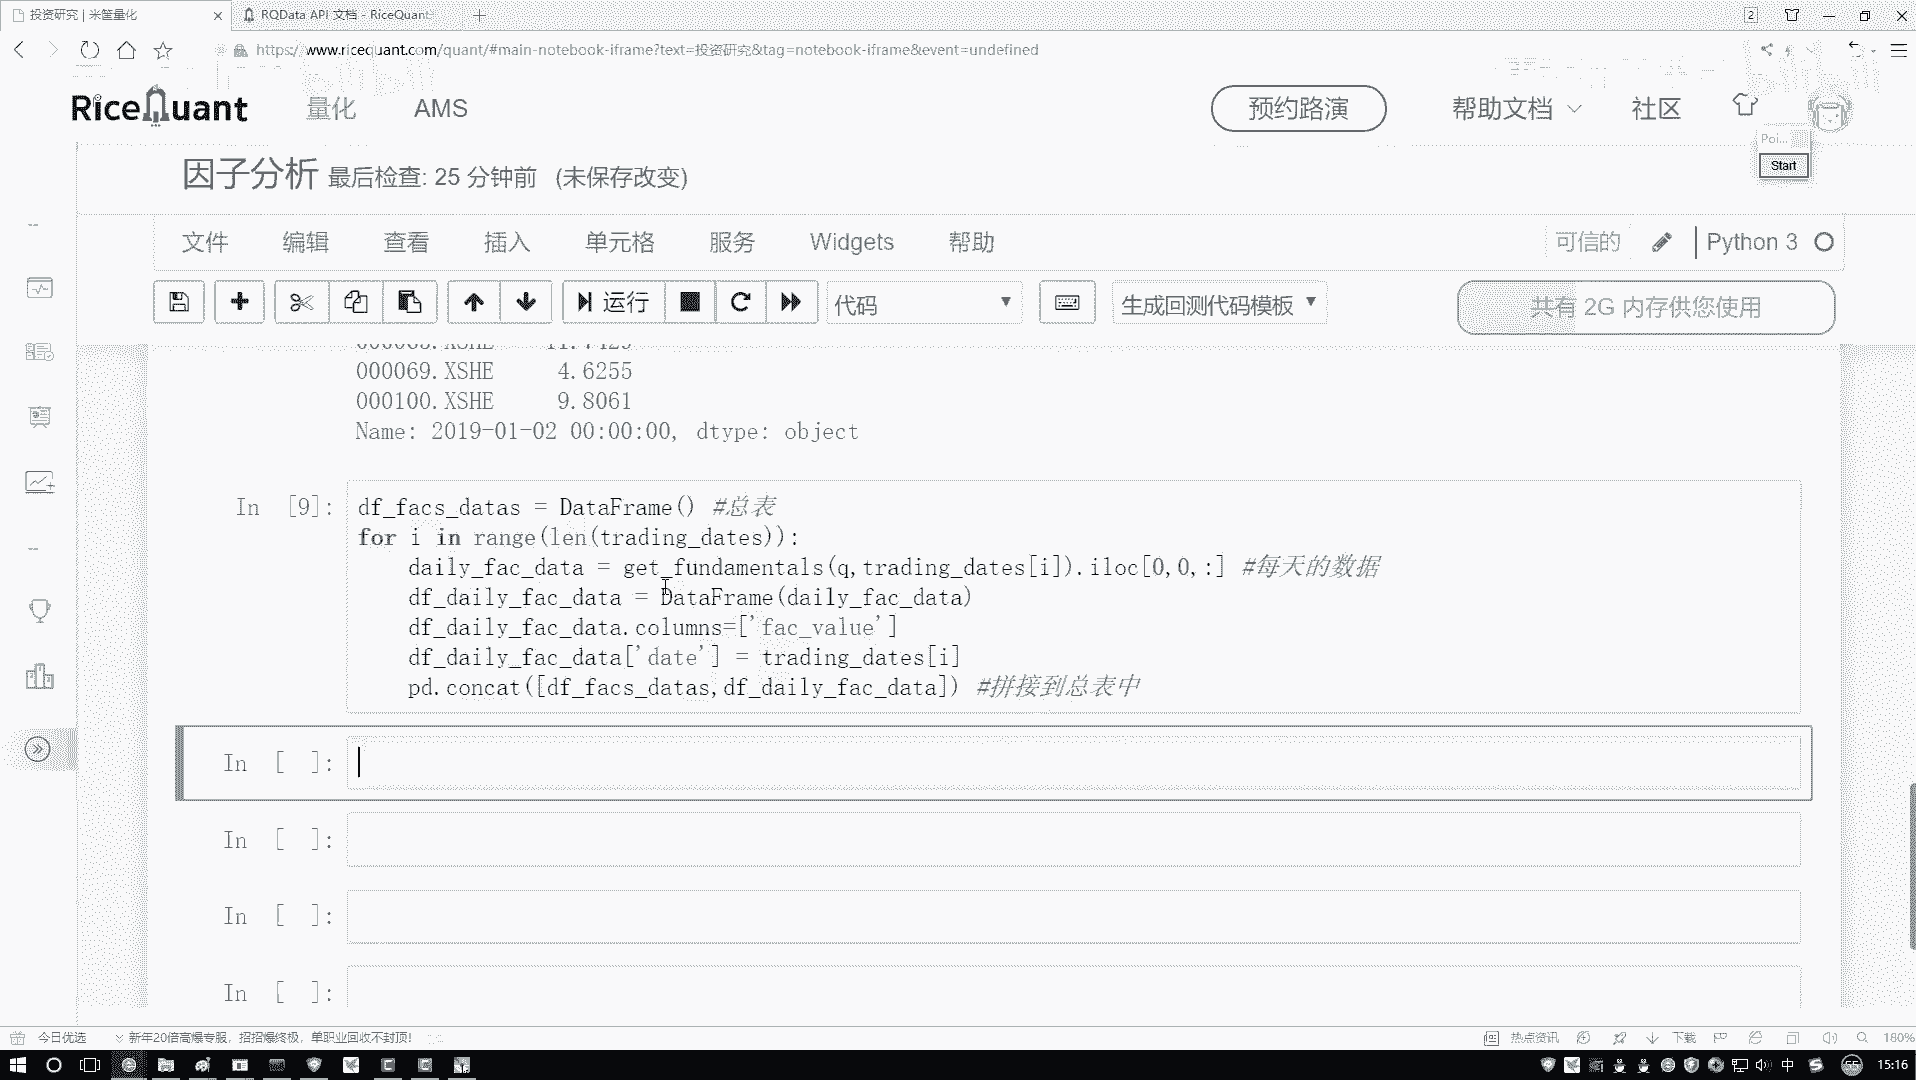 投资研究 | 米筐量化
RQData API 文档 - RiceQuant
2
https://www.ricequant.com/quant/#main-notebook-iframe?text=投资研究&tag=notebook-iframe&event=undefined
RiceQuant 量化 AMS 预约路演 帮助文档 社区
Poi...
Start
因子分析 最后检查: 25 分钟前 (未保存改变)
文件 编辑 查看 插入 单元格 服务 Widgets 帮助 可信的 Python 3
运行 代码 生成回测代码模板 共有 2G 内存供您使用
000069.XSHE 4.6255
000100.XSHE 9.8061
Name: 2019-01-02 00:00:00, dtype: object
In [9]: df_facs_datas = DataFrame() #总表
for i in range(len(trading_dates)):
daily_fac_data = get_fundamentals(q,trading_dates[i]).iloc[0,0,:] #每天的数据
df_daily_fac_data = DataFrame(daily_fac_data)
df_daily_fac_data.columns=['fac_value']
df_daily_fac_data['date'] = trading_dates[i]
pd.concat([df_facs_datas,df_daily_fac_data]) #拼接到总表中
In [ ]:
In [ ]:
In [ ]:
In [ ]:
今日优选 新年20倍高爆专服，招招爆终极，单职业回收不封顶! 热点资讯 下载 180%
中 55 15:16